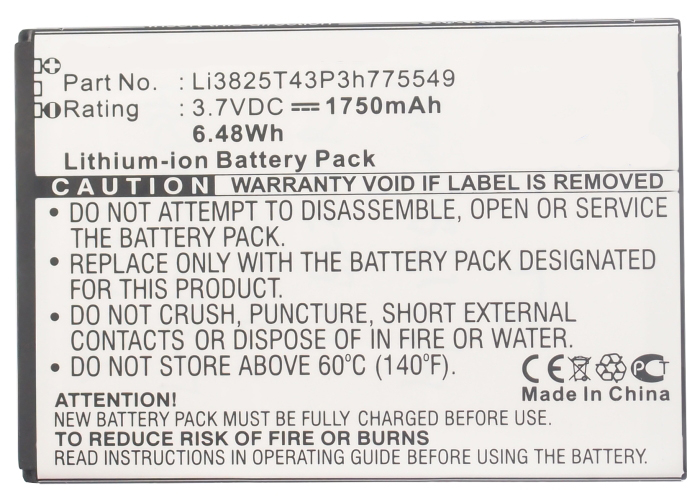 Part No. : Li3825T43P3h775549
Rating : 3.7VDC 1750mAh
6.48Wh
Lithium-ion Battery Pack
CAUTION WARRANTY VOID IF LABEL IS REMOVED
• DO NOT ATTEMPT TO DISASSEMBLE, OPEN OR SERVICE
THE BATTERY PACK.
• REPLACE ONLY WITH THE BATTERY PACK DESIGNATED
FOR THIS PRODUCT.
• DO NOT CRUSH, PUNCTURE, SHORT EXTERNAL
CONTACTS OR DISPOSE OF IN FIRE OR WATER.
• DO NOT STORE ABOVE 60°C (140°F).
CE PCT
Made In China
ATTENTION!
NEW BATTERY PACK MUST BE FULLY CHARGED BEFORE USE.
TO REDUCE RISK OF FIRE OR BURNS
READ INSTRUCTIONS IN OPERATING GUIDE BEFORE USING THE BATTERY.